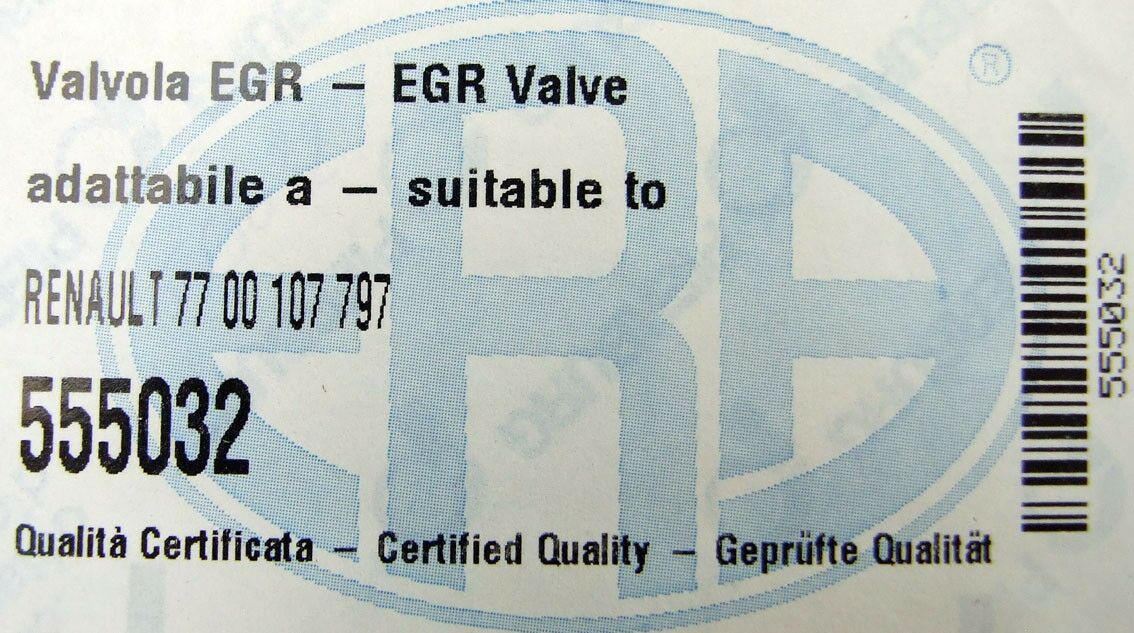 Valvola EGR – EGR Valve
adattabile a – suitable to
RENAULT 77 00 107 797
555032
Qualità Certificata – Certified Quality – Geprüfte Qualität
ERA
®
555032